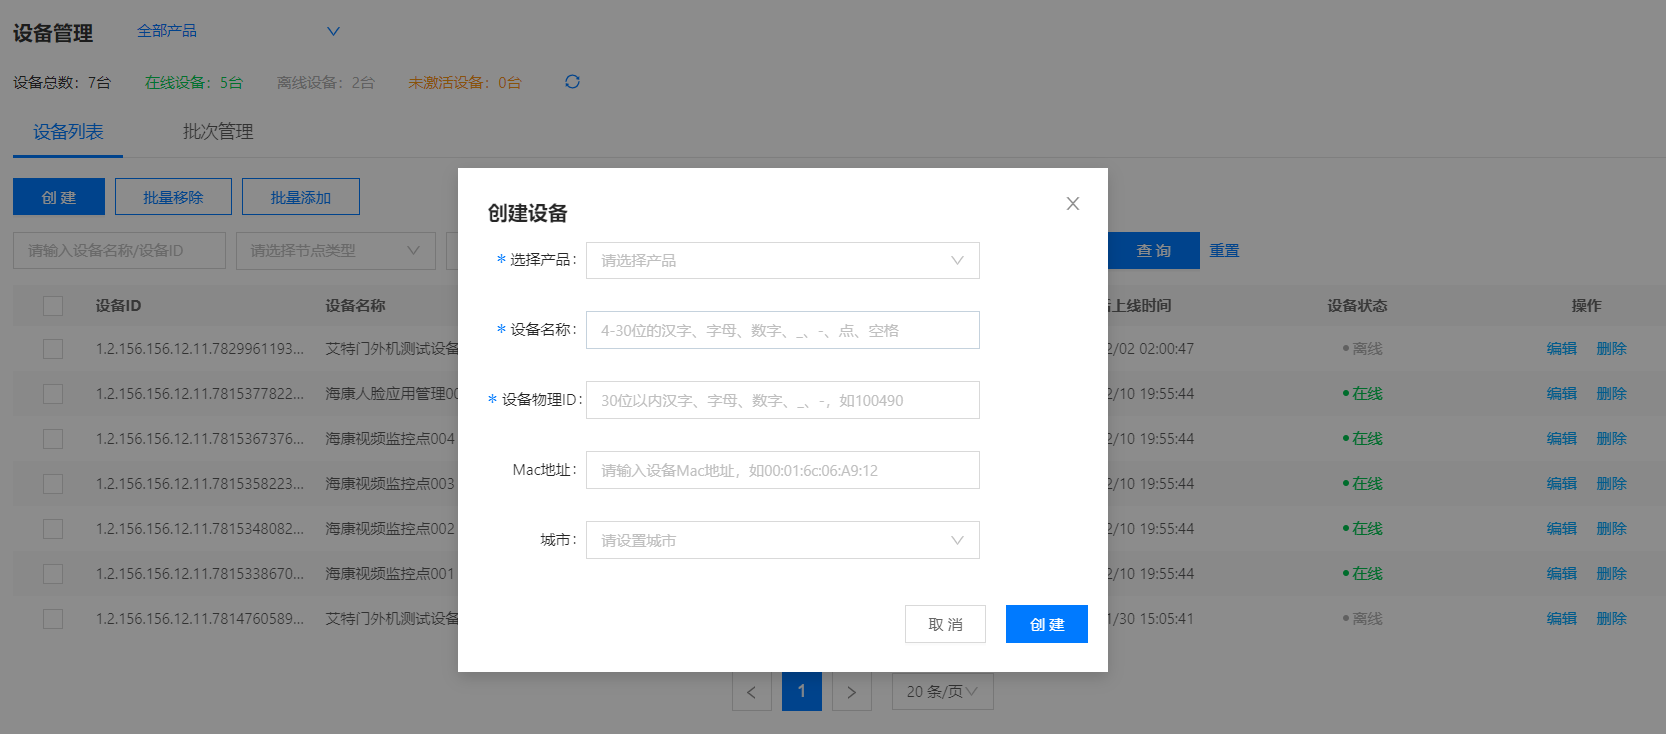 设备管理 全部产品
设备总数：7台 在线设备：5台 离线设备：2台 未激活设备：0台
设备列表 批次管理
创 建 批量移除 批量添加
请输入设备名称/设备ID 请选择节点类型 查 询 重置
设备ID 设备名称 上线时间 设备状态 操作
1.2.156.156.12.11.7829961193... 艾特门外机测试设备 2/02 02:00:47 离线 编辑 删除
1.2.156.156.12.11.7815377822... 海康人脸应用管理00 2/10 19:55:44 在线 编辑 删除
1.2.156.156.12.11.7815367376... 海康视频监控点004 2/10 19:55:44 在线 编辑 删除
1.2.156.156.12.11.7815358223... 海康视频监控点003 2/10 19:55:44 在线 编辑 删除
1.2.156.156.12.11.7815348082... 海康视频监控点002 2/10 19:55:44 在线 编辑 删除
1.2.156.156.12.11.7815338670... 海康视频监控点001 2/10 19:55:44 在线 编辑 删除
1.2.156.156.12.11.7814760589... 艾特门外机测试设备 1/30 15:05:41 离线 编辑 删除
< 1 > 20 条/页
创建设备
* 选择产品： 请选择产品
* 设备名称： 4-30位的汉字、字母、数字、_、-、点、空格
* 设备物理ID： 30位以内汉字、字母、数字、_、-，如100490
Mac地址： 请输入设备Mac地址，如00:01:6c:06:A9:12
城市： 请设置城市
取 消 创 建